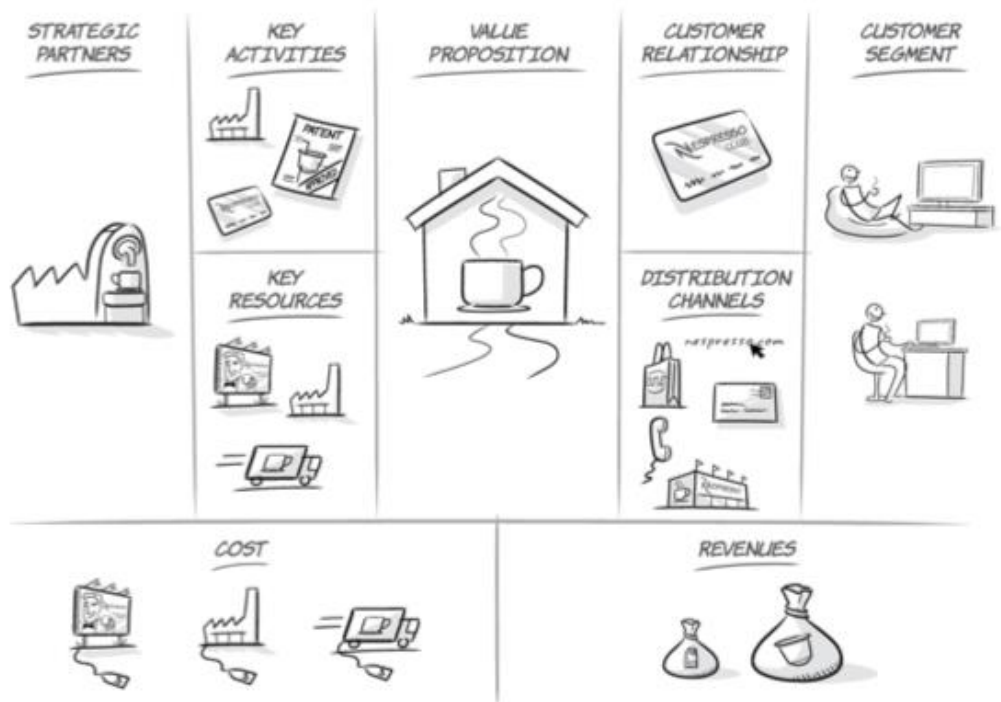 STRATEGIC
PARTNERS
KEY
ACTIVITIES
VALUE
PROPOSITION
CUSTOMER
RELATIONSHIP
CUSTOMER
SEGMENT
PATENT
NESPRESSO
CLUB
KEY
RESOURCES
DISTRIBUTION
CHANNELS
nespresso.com
NESPRESSO
COST
REVENUES